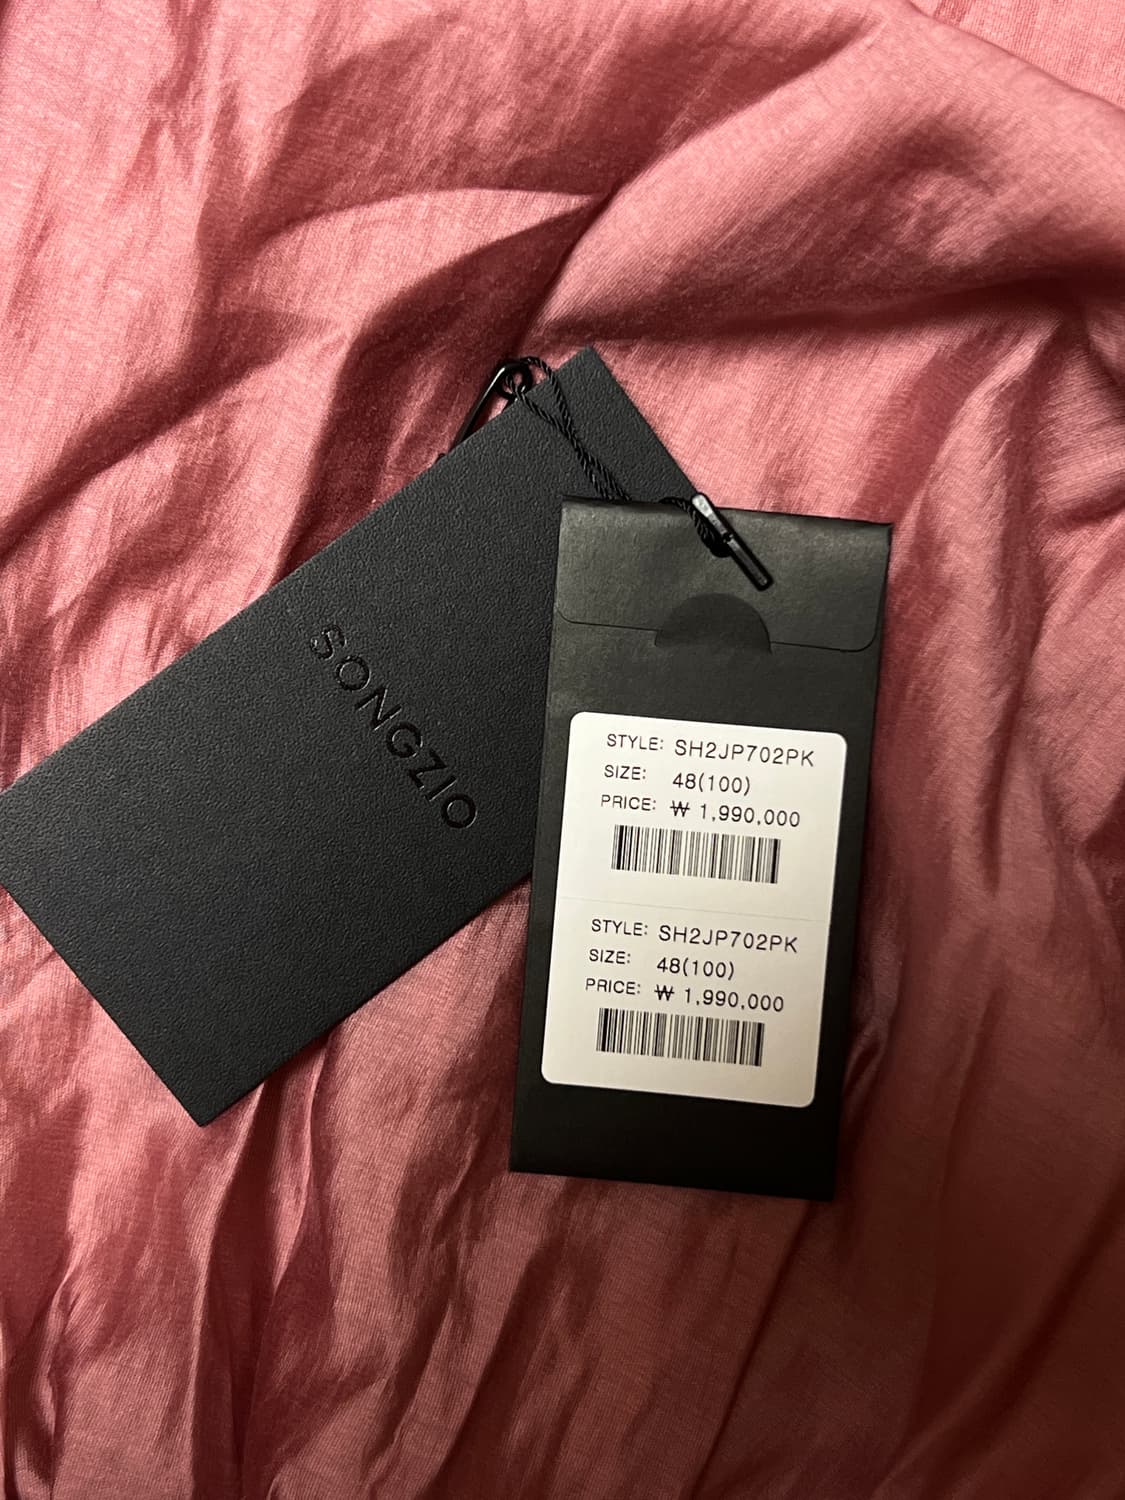 SONGZIO
STYLE: SH2JP702PK
SIZE: 48(100)
PRICE: ₩ 1,990,000
STYLE: SH2JP702PK
SIZE: 48(100)
PRICE: ₩ 1,990,000